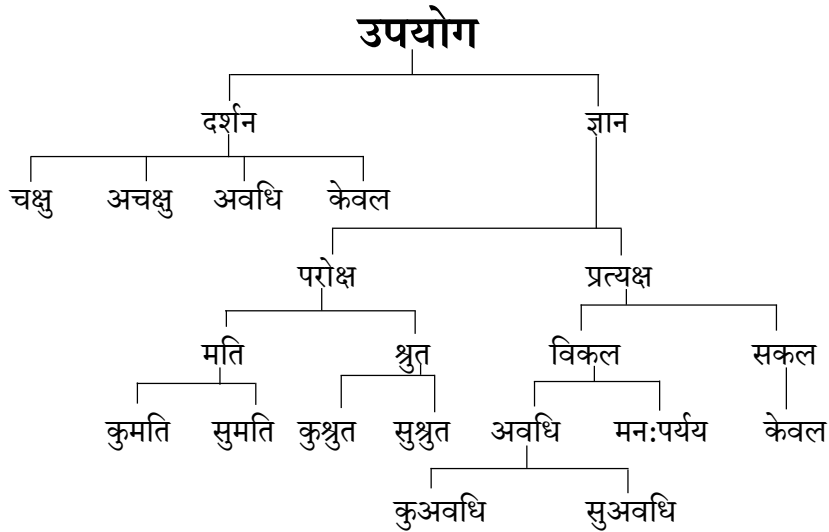 उपयोग
दर्शन ज्ञान
चक्षु अचक्षु अवधि केवल
परोक्ष प्रत्यक्ष
मति श्रुत विकल सकल
कुमति सुमति कुश्रुत सुश्रुत अवधि मन:पर्यय केवल
कुअवधि सुअवधि